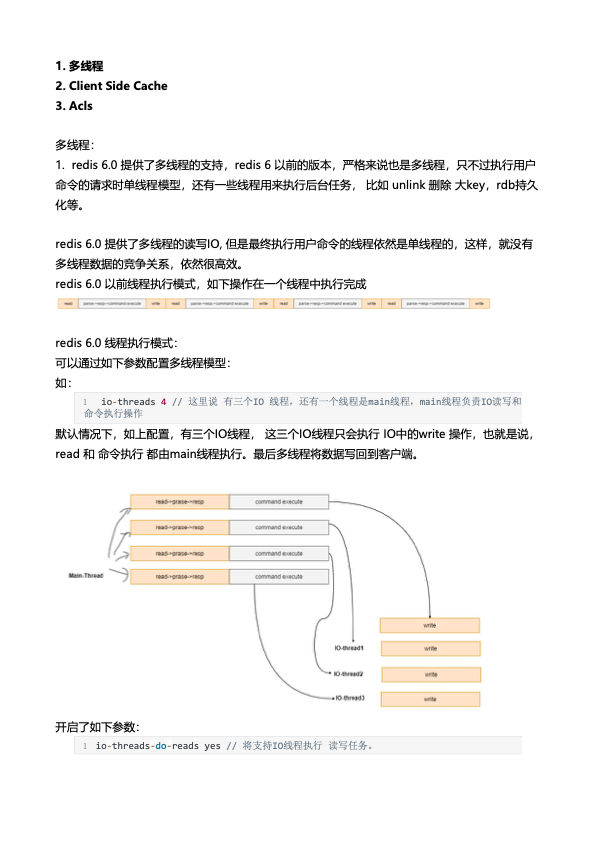 1. 多线程
2. Client Side Cache
3. Acls
多线程：
1. redis 6.0 提供了多线程的支持，redis 6 以前的版本，严格来说也是多线程，只不过执行用户
命令的请求时单线程模型，还有一些线程用来执行后台任务， 比如 unlink 删除 大key，rdb持久
化等。
redis 6.0 提供了多线程的读写IO, 但是最终执行用户命令的线程依然是单线程的，这样，就没有
多线程数据的竞争关系，依然很高效。
redis 6.0 以前线程执行模式，如下操作在一个线程中执行完成
read parse->resp->command execute write read parse->resp->command execute write read parse->resp->command execute write read parse->resp->command execute write
redis 6.0 线程执行模式：
可以通过如下参数配置多线程模型：
如：
1 io-threads 4 // 这里说 有三个IO 线程，还有一个线程是main线程，main线程负责IO读写和
命令执行操作
默认情况下，如上配置，有三个IO线程， 这三个IO线程只会执行 IO中的write 操作，也就是说，
read 和 命令执行 都由main线程执行。最后多线程将数据写回到客户端。
read->prase->resp command execute
read->prase->resp command execute
read->prase->resp command execute
Main-Thread read->prase->resp command execute
write
IO-thread1 write
IO-thread2 write
IO-thread3 write
开启了如下参数：
1 io-threads-do-reads yes // 将支持IO线程执行 读写任务。